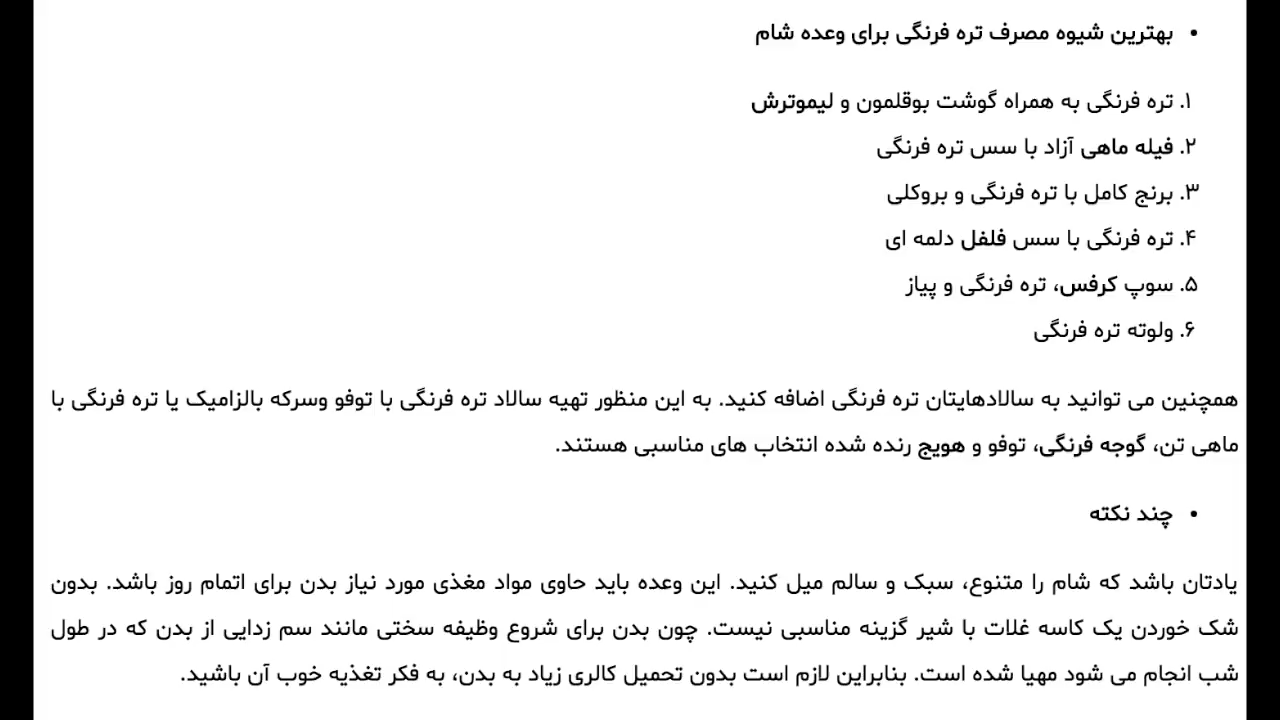 • بهترین شیوه مصرف تره فرنگی برای وعده شام
۱. تره فرنگی به همراه گوشت بوقلمون و لیموترش
۲. فیله ماهی آزاد با سس تره فرنگی
۳. برنج کامل با تره فرنگی و بروکلی
۴. تره فرنگی با سس فلفل دلمه ای
۵. سوپ کرفس، تره فرنگی و پیاز
۶. ولوته تره فرنگی
همچنین می توانید به سالادهایتان تره فرنگی اضافه کنید. به این منظور تهیه سالاد تره فرنگی با توفو وسرکه بالزامیک یا تره فرنگی با
ماهی تن، گوجه فرنگی، توفو و هویج رنده شده انتخاب های مناسبی هستند.
• چند نکته
یادتان باشد که شام را متنوع، سبک و سالم میل کنید. این وعده باید حاوی مواد مغذی مورد نیاز بدن برای اتمام روز باشد. بدون
شک خوردن یک کاسه غلات با شیر گزینه مناسبی نیست. چون بدن برای شروع وظیفه سختی مانند سم زدایی از بدن که در طول
شب انجام می شود مهیا شده است. بنابراین لازم است بدون تحمیل کالری زیاد به بدن، به فکر تغذیه خوب آن باشید.